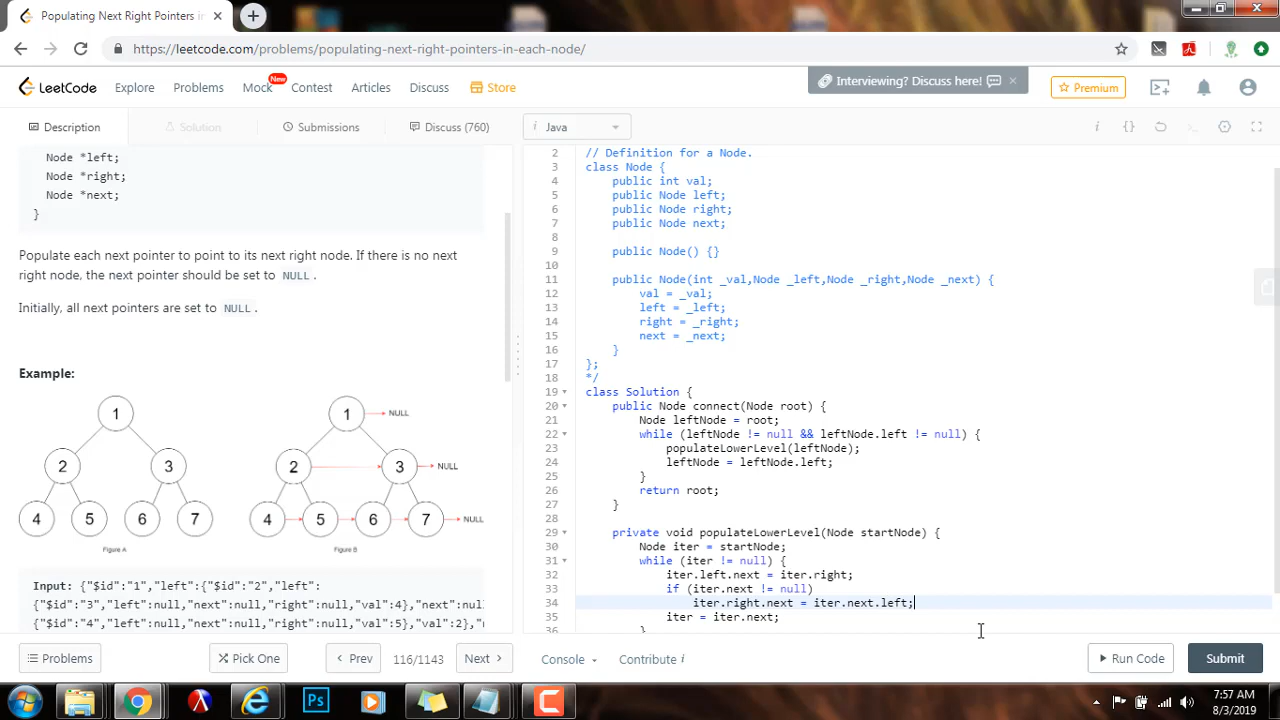 Populating Next Right Pointers in
https://leetcode.com/problems/populating-next-right-pointers-in-each-node/
LeetCode
Explore
Problems
Mock
New
Contest
Articles
Discuss
Store
Interviewing? Discuss here!
Premium
Description
Solution
Submissions
Discuss (760)
i Java
Node *left;
Node *right;
Node *next;
}
Populate each next pointer to point to its next right node. If there is no next
right node, the next pointer should be set to NULL.
Initially, all next pointers are set to NULL.
Example:
1
2 3
4 5 6 7
Figure A
1 NULL
2 3 NULL
4 5 6 7 NULL
Figure B
Input: {"$id":"1","left":{"$id":"2","left":
{"$id":"3","left":null,"next":null,"right":null,"val":4},"next":null
{"$id":"4","left":null,"next":null,"right":null,"val":5},"val":2},"
2 // Definition for a Node.
3 class Node {
4 public int val;
5 public Node left;
6 public Node right;
7 public Node next;
8
9 public Node() {}
10
11 public Node(int _val,Node _left,Node _right,Node _next) {
12 val = _val;
13 left = _left;
14 right = _right;
15 next = _next;
16 }
17 };
18 */
19 class Solution {
20 public Node connect(Node root) {
21 Node leftNode = root;
22 while (leftNode != null && leftNode.left != null) {
23 populateLowerLevel(leftNode);
24 leftNode = leftNode.left;
25 }
26 return root;
27 }
28
29 private void populateLowerLevel(Node startNode) {
30 Node iter = startNode;
31 while (iter != null) {
32 iter.left.next = iter.right;
33 if (iter.next != null)
34 iter.right.next = iter.next.left;
35 iter = iter.next;
36 }
Problems
Pick One
Prev
116/1143
Next
Console
Contribute i
Run Code
Submit
Ps
7:57 AM
8/3/2019